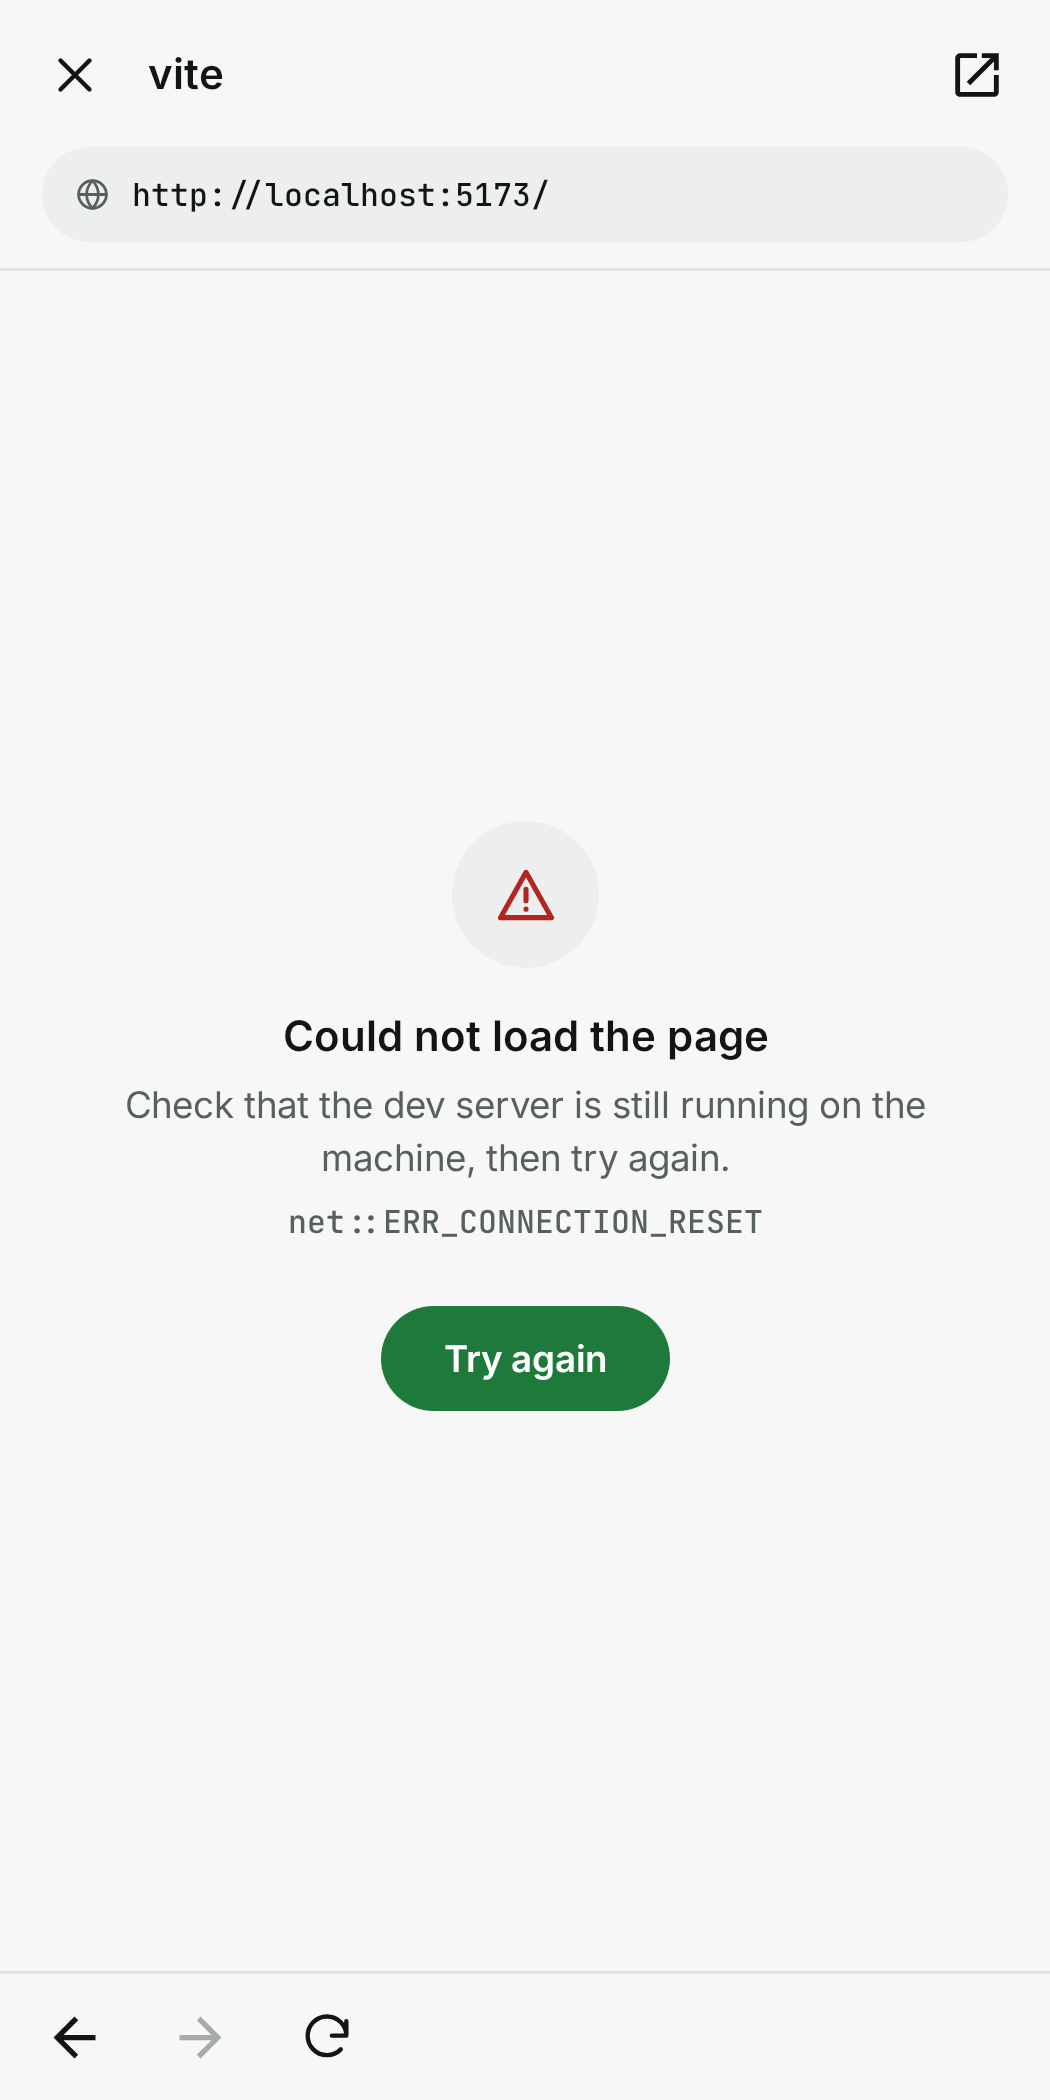 vite
http://localhost:5173/
Could not load the page
Check that the dev server is still running on the
machine, then try again.
net::ERR_CONNECTION_RESET
Try again